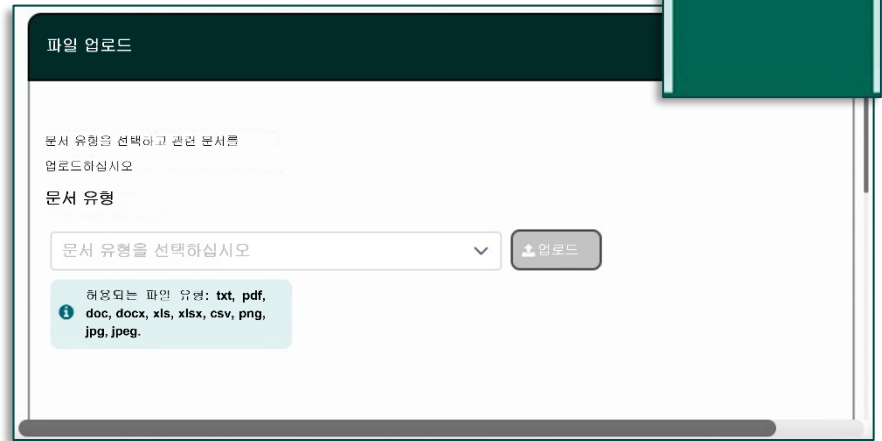 파일 업로드
문서 유형을 선택하고 관련 문서를
업로드하십시오
문서 유형
문서 유형을 선택하십시오
업로드
허용되는 파일 유형: txt, pdf,
doc, docx, xls, xlsx, csv, png,
jpg, jpeg.